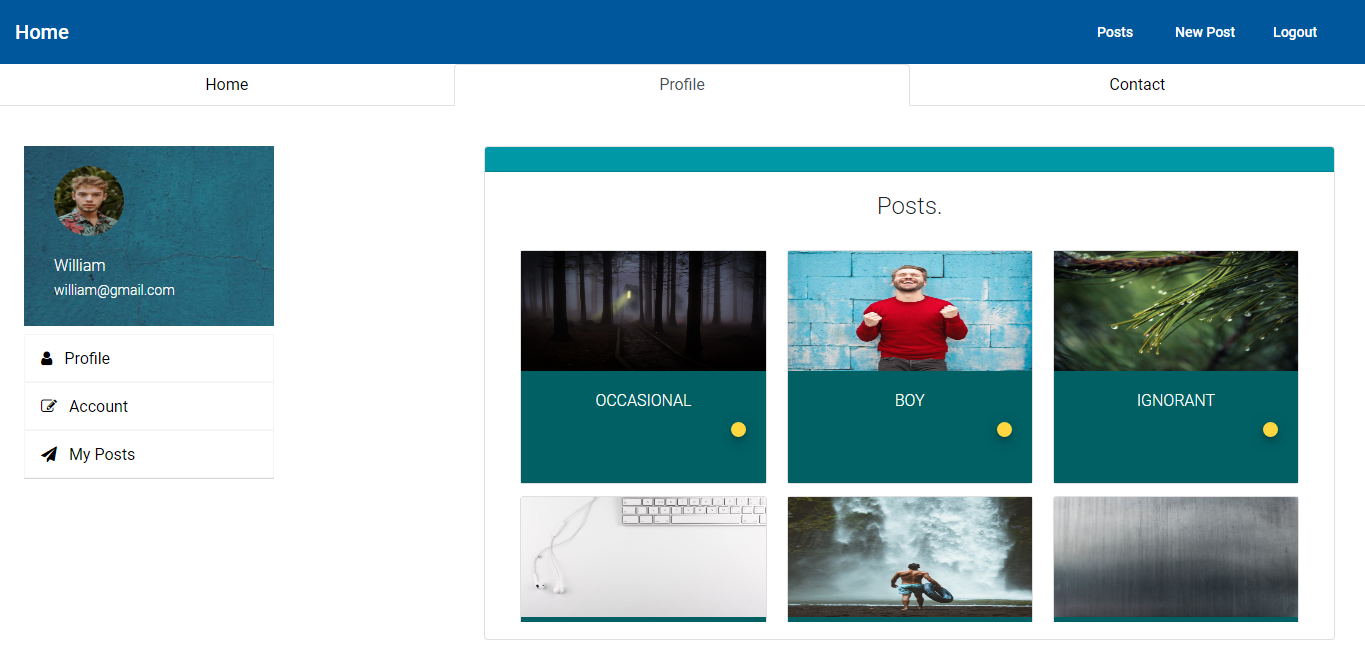 Home
Posts
New Post
Logout
Home
Profile
Contact
William
william@gmail.com
Profile
Account
My Posts
Posts.
OCCASIONAL
BOY
IGNORANT